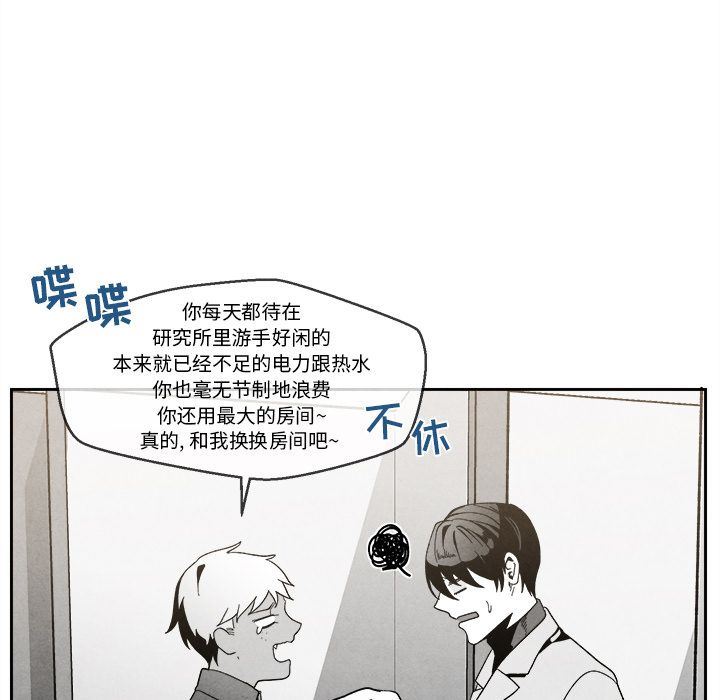 喋
喋
你每天都待在
研究所里游手好闲的
本来就已经不足的电力跟热水
你也毫无节制地浪费
你还用最大的房间~
真的, 和我换换房间吧~
不
休